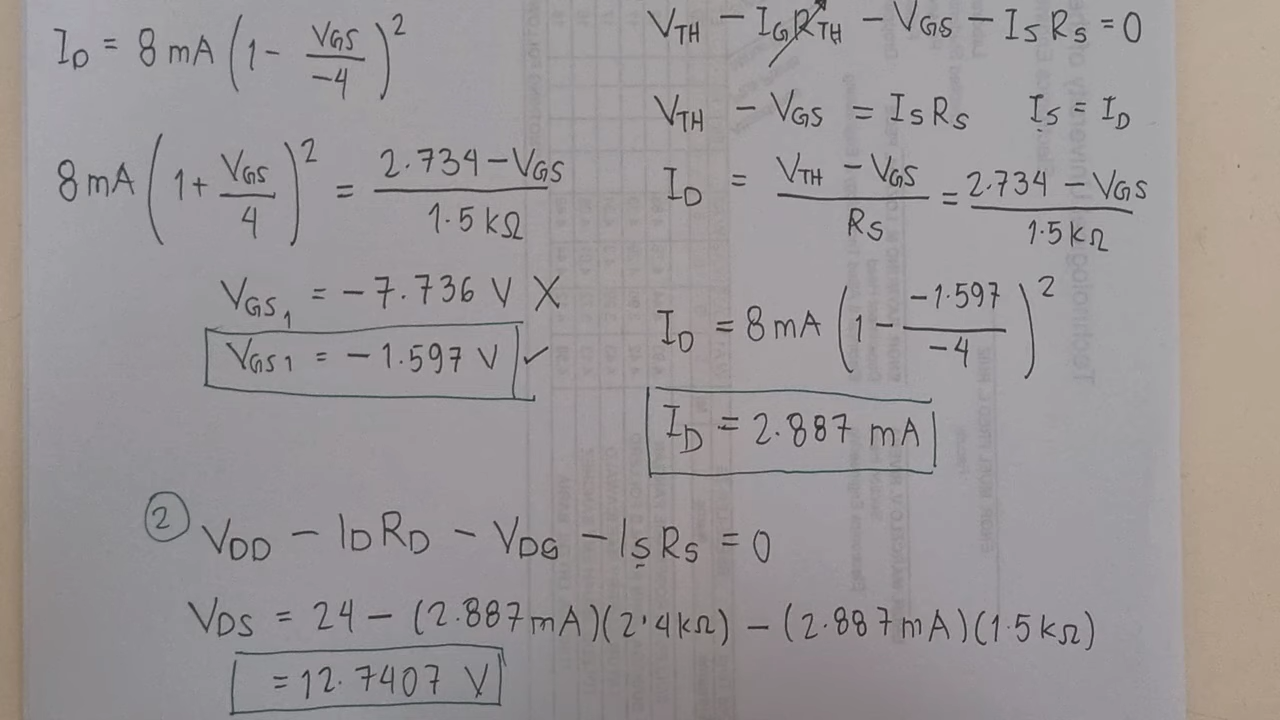 I_D = 8 mA (1 - V_GS / -4)^2
8 mA (1 + V_GS / 4)^2 = 2.734 - V_GS / 1.5 kΩ
V_GS1 = -7.736 V X
V_GS1 = -1.597 V ✓
V_TH - I_G R_TH - V_GS - I_S R_S = 0
V_TH - V_GS = I_S R_S   I_S = I_D
I_D = V_TH - V_GS / R_S = 2.734 - V_GS / 1.5 kΩ
I_D = 8 mA (1 - -1.597 / -4)^2
I_D = 2.887 mA
② V_DD - I_D R_D - V_DS - I_S R_S = 0
V_DS = 24 - (2.887 mA)(2.4 kΩ) - (2.887 mA)(1.5 kΩ)
= 12.7407 V